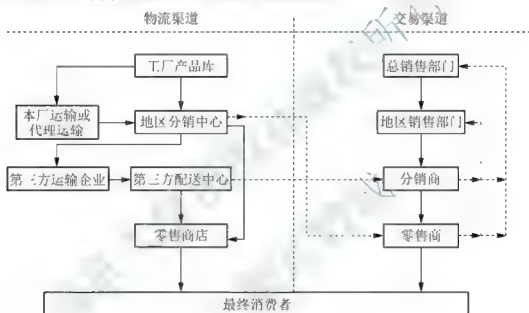 物流渠道
交易渠道
工厂产品库
总销售部门
本厂运输或
代理运输
地区分销中心
地区销售部门
第三方运输企业
第三方配送中心
分销商
零售商店
零售商
最终消费者